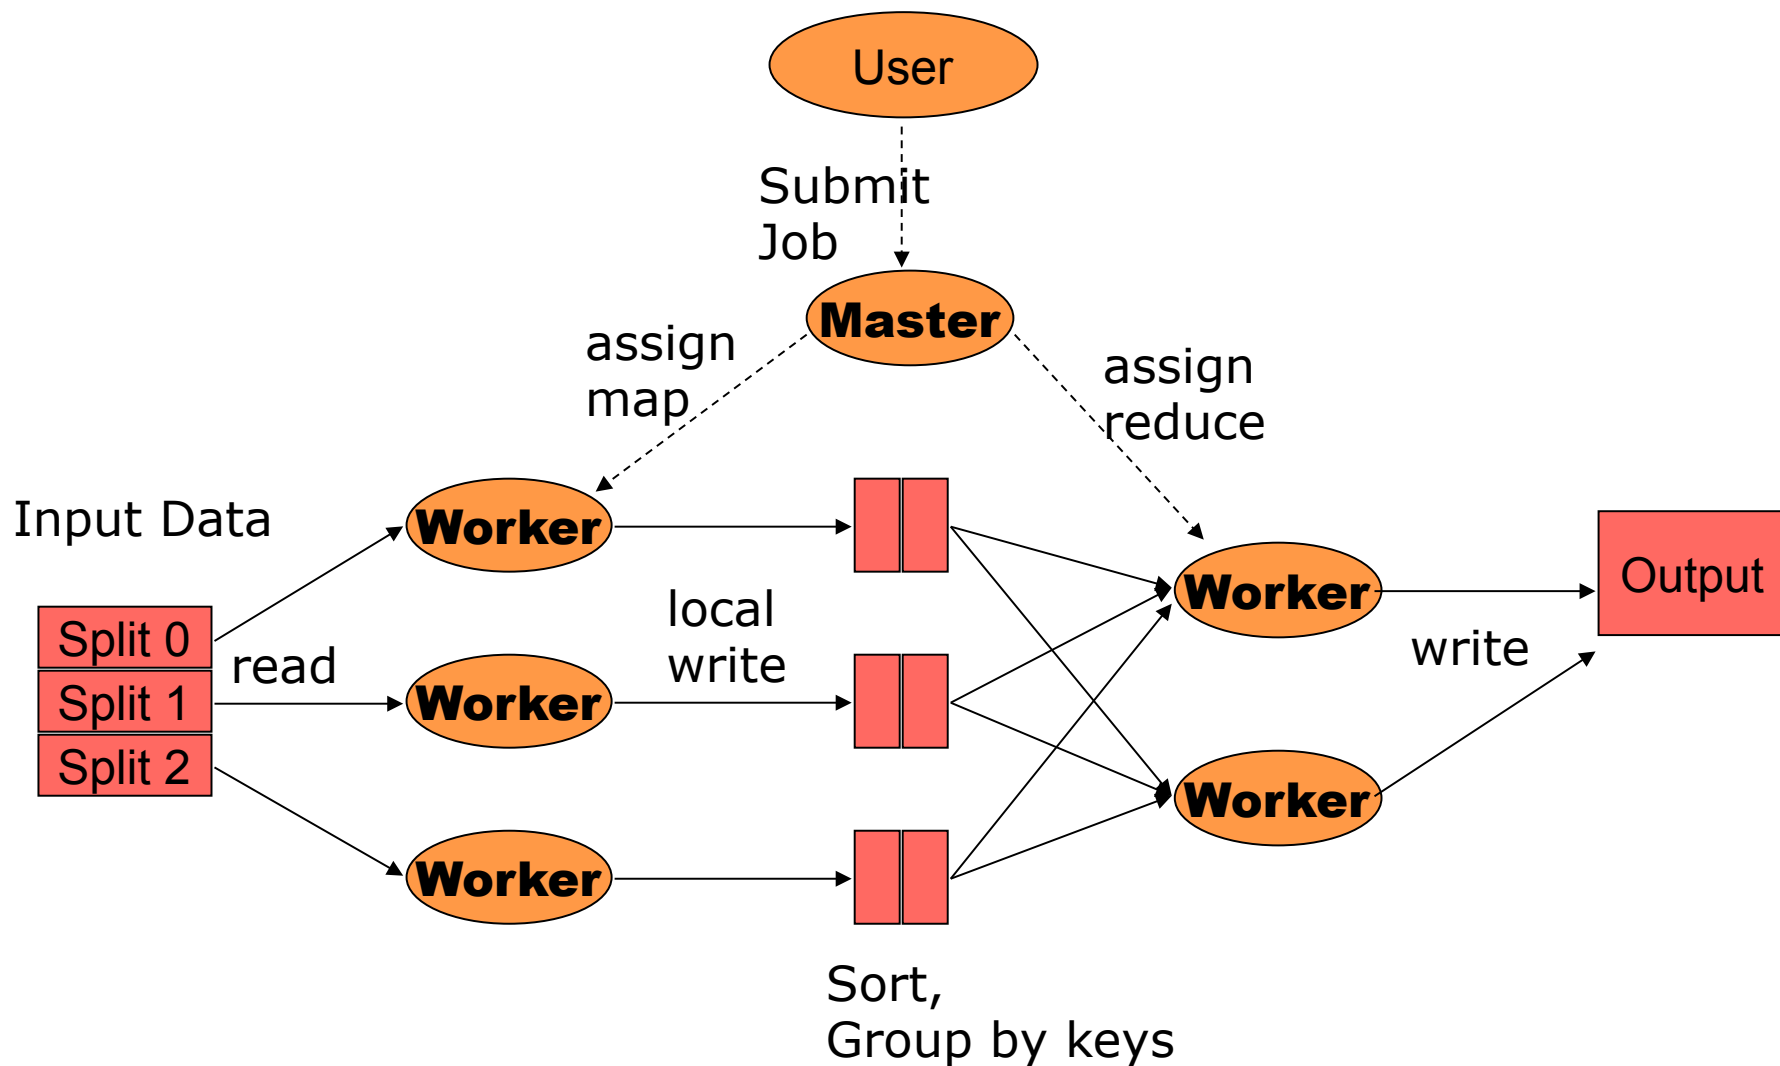 User
Submit
Job
Master
assign
map
assign
reduce
Input Data
Worker
Worker
Output
Split 0
Split 1
Split 2
read
Worker
local
write
write
Worker
Worker
Sort,
Group by keys